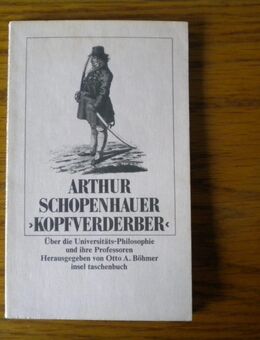 ARTHUR
SCHOPENHAUER
›KOPFVERDERBER‹
Über die Universitäts-Philosophie
und ihre Professoren
Herausgegeben von Otto A. Böhmer
insel taschenbuch